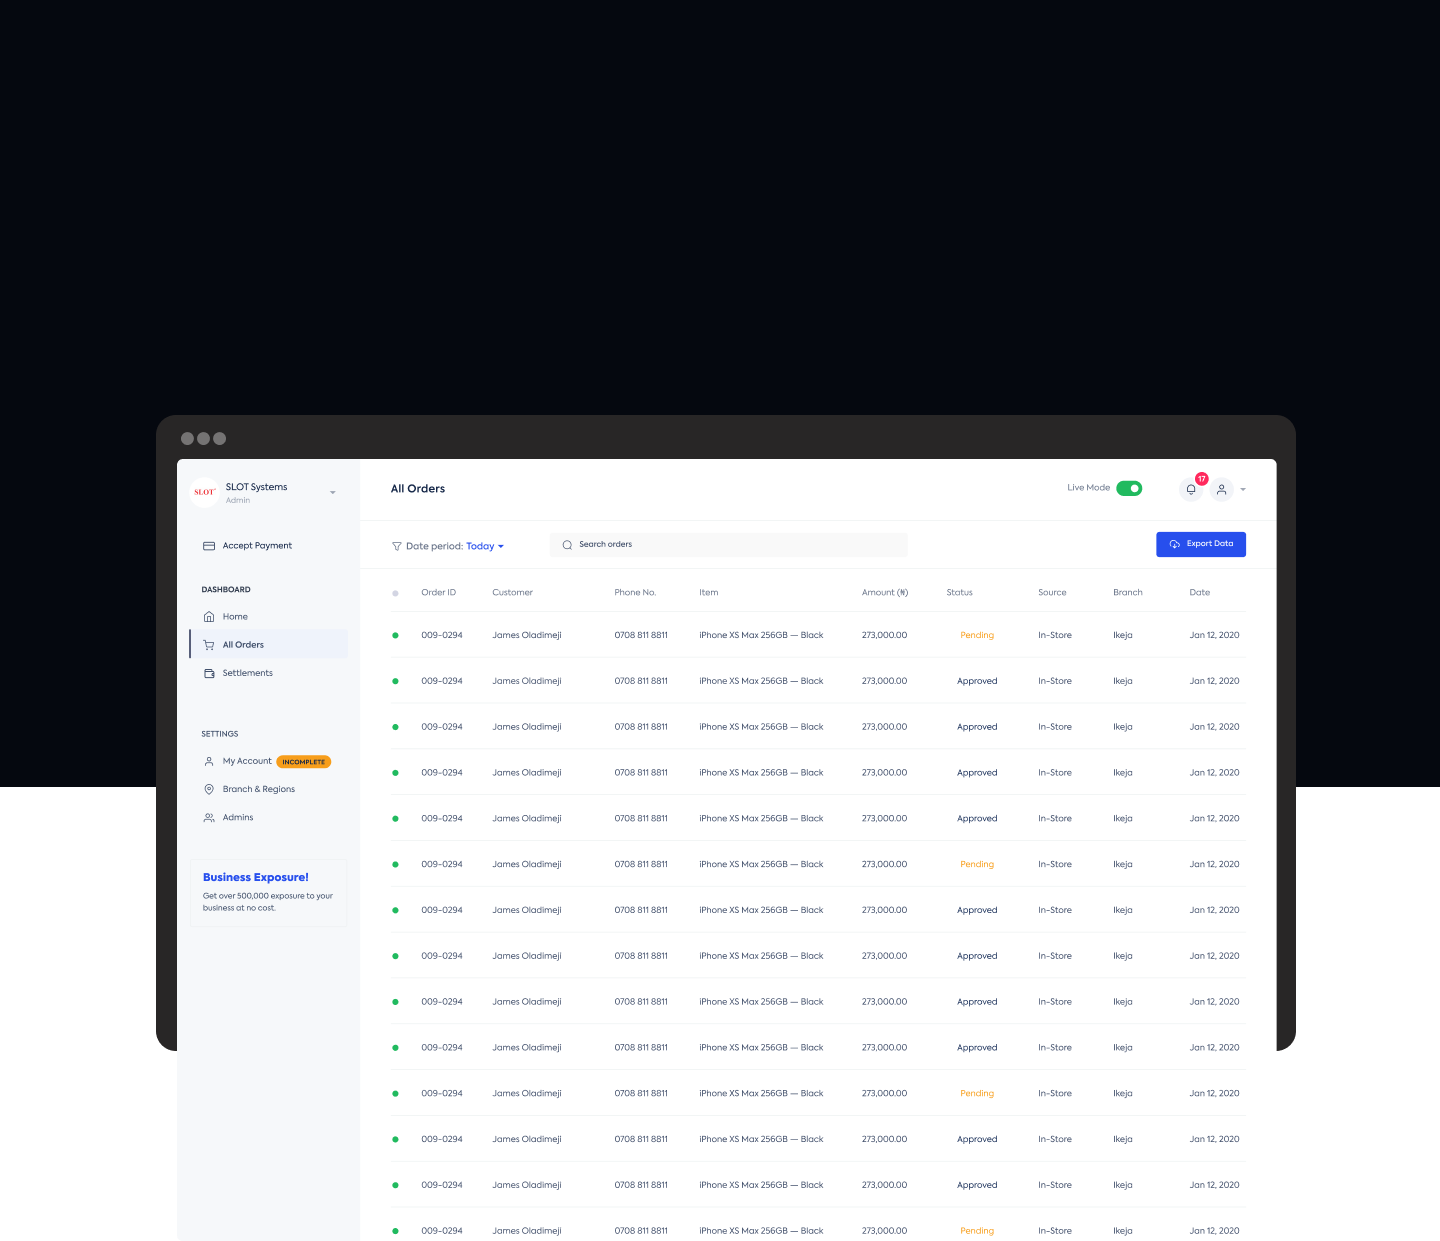 SLOT
SLOT Systems
Admin
Accept Payment
DASHBOARD
Home
All Orders
Settlements
SETTINGS
My Account INCOMPLETE
Branch & Regions
Admins
Business Exposure!
Get over 500,000 exposure to your
business at no cost.
All Orders
Live Mode
17
Date period: Today
Search orders
Export Data
Order ID Customer Phone No. Item Amount (₦) Status Source Branch Date
009-0294 James Oladimeji 0708 811 8811 iPhone XS Max 256GB — Black 273,000.00 Pending In-Store Ikeja Jan 12, 2020
009-0294 James Oladimeji 0708 811 8811 iPhone XS Max 256GB — Black 273,000.00 Approved In-Store Ikeja Jan 12, 2020
009-0294 James Oladimeji 0708 811 8811 iPhone XS Max 256GB — Black 273,000.00 Approved In-Store Ikeja Jan 12, 2020
009-0294 James Oladimeji 0708 811 8811 iPhone XS Max 256GB — Black 273,000.00 Approved In-Store Ikeja Jan 12, 2020
009-0294 James Oladimeji 0708 811 8811 iPhone XS Max 256GB — Black 273,000.00 Approved In-Store Ikeja Jan 12, 2020
009-0294 James Oladimeji 0708 811 8811 iPhone XS Max 256GB — Black 273,000.00 Pending In-Store Ikeja Jan 12, 2020
009-0294 James Oladimeji 0708 811 8811 iPhone XS Max 256GB — Black 273,000.00 Approved In-Store Ikeja Jan 12, 2020
009-0294 James Oladimeji 0708 811 8811 iPhone XS Max 256GB — Black 273,000.00 Approved In-Store Ikeja Jan 12, 2020
009-0294 James Oladimeji 0708 811 8811 iPhone XS Max 256GB — Black 273,000.00 Approved In-Store Ikeja Jan 12, 2020
009-0294 James Oladimeji 0708 811 8811 iPhone XS Max 256GB — Black 273,000.00 Approved In-Store Ikeja Jan 12, 2020
009-0294 James Oladimeji 0708 811 8811 iPhone XS Max 256GB — Black 273,000.00 Pending In-Store Ikeja Jan 12, 2020
009-0294 James Oladimeji 0708 811 8811 iPhone XS Max 256GB — Black 273,000.00 Approved In-Store Ikeja Jan 12, 2020
009-0294 James Oladimeji 0708 811 8811 iPhone XS Max 256GB — Black 273,000.00 Approved In-Store Ikeja Jan 12, 2020
009-0294 James Oladimeji 0708 811 8811 iPhone XS Max 256GB — Black 273,000.00 Pending In-Store Ikeja Jan 12, 2020